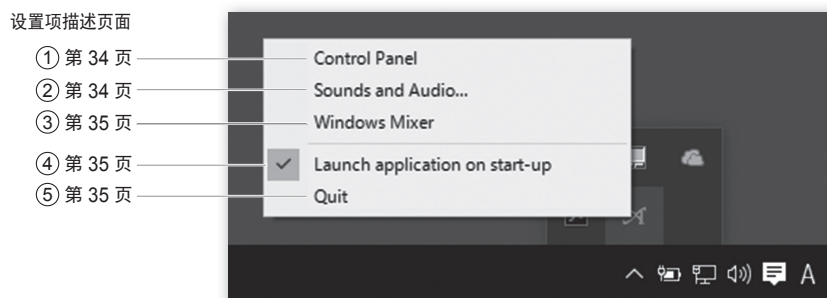 设置项描述页面
① 第 34 页
Control Panel
② 第 34 页
Sounds and Audio...
③ 第 35 页
Windows Mixer
④ 第 35 页
Launch application on start-up
⑤ 第 35 页
Quit
A